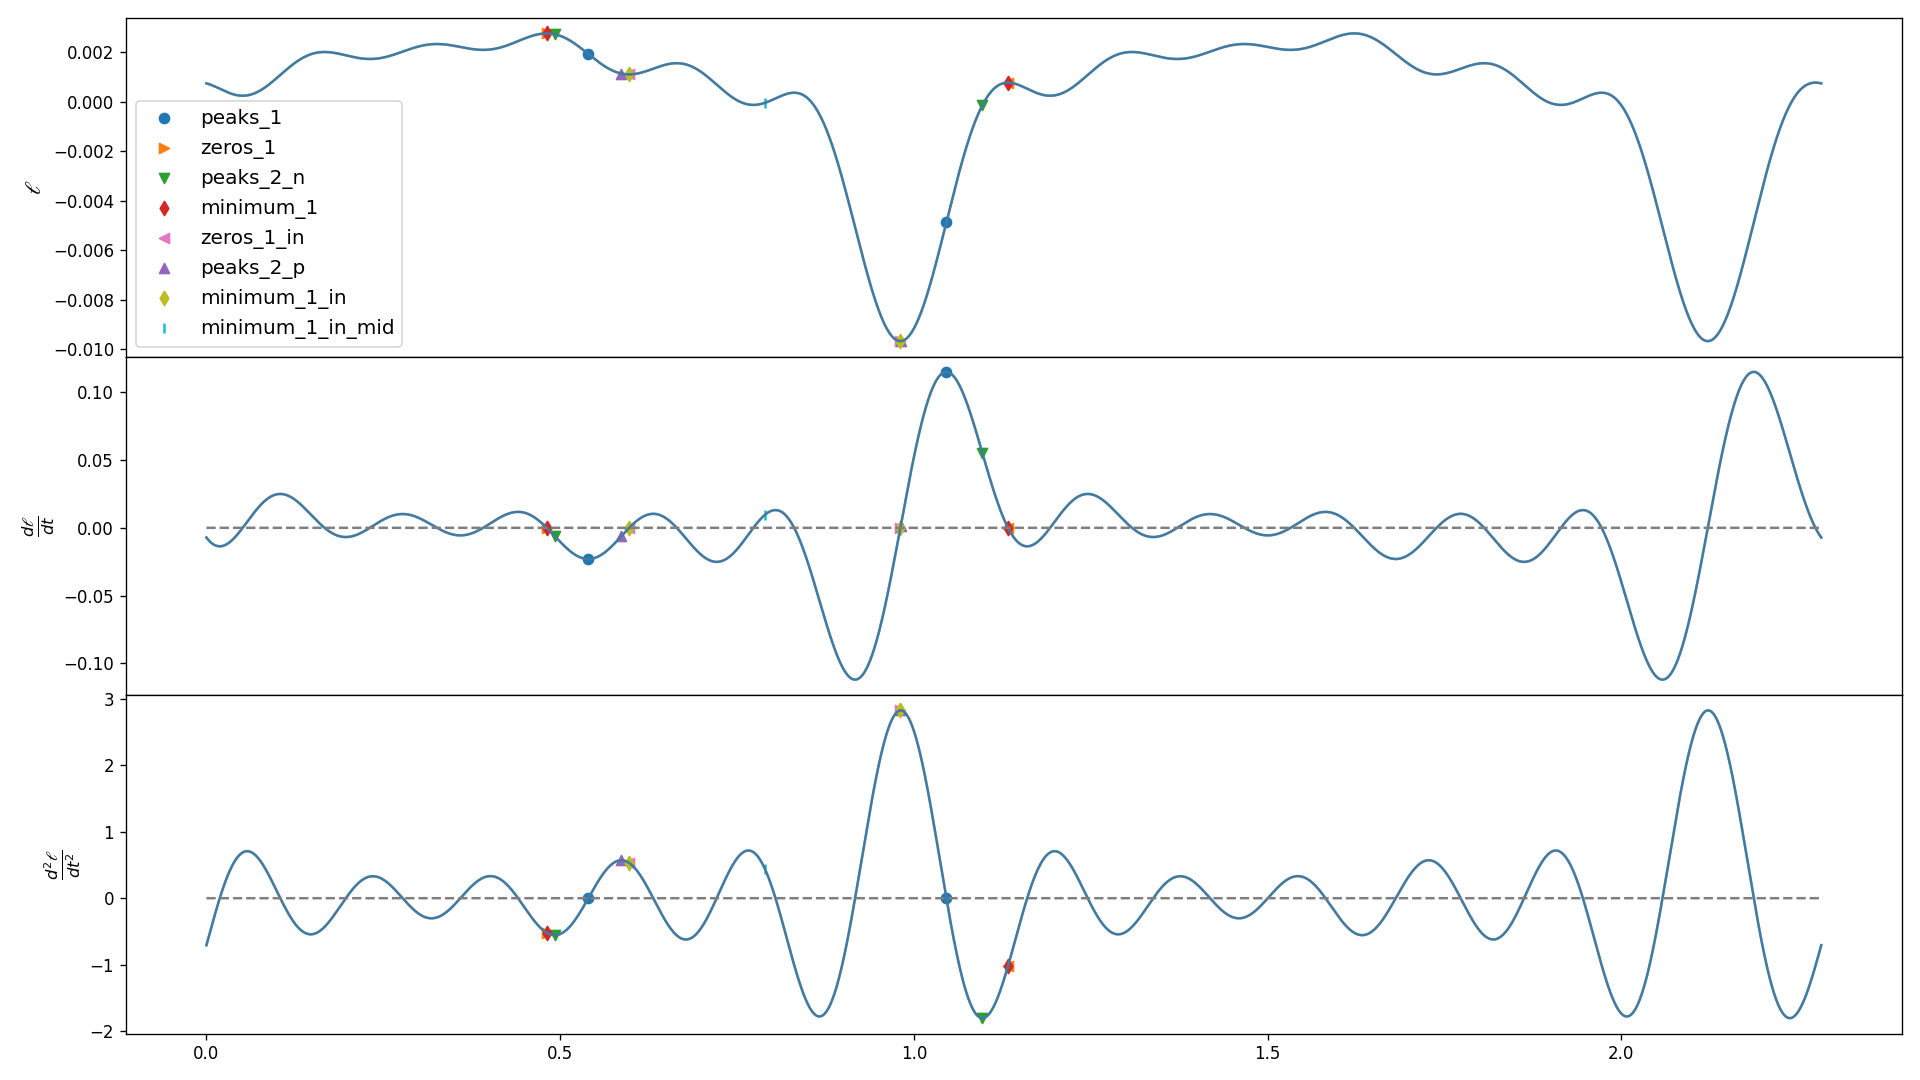 0.002
0.000
−0.002
−0.004
−0.006
−0.008
−0.010
ℓ
peaks_1
zeros_1
peaks_2_n
minimum_1
zeros_1_in
peaks_2_p
minimum_1_in
minimum_1_in_mid
0.10
0.05
0.00
−0.05
−0.10
dℓ
dt
3
2
1
0
−1
−2
d²ℓ
dt²
0.0 0.5 1.0 1.5 2.0